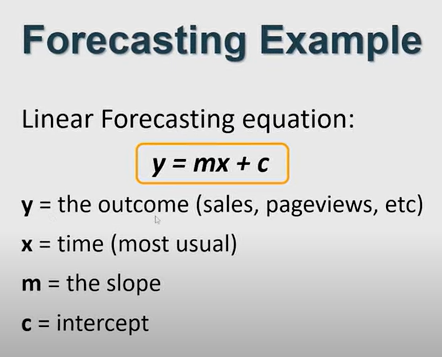 Forecasting Example
Linear Forecasting equation:
y = mx + c
y = the outcome (sales, pageviews, etc)
x = time (most usual)
m = the slope
c = intercept